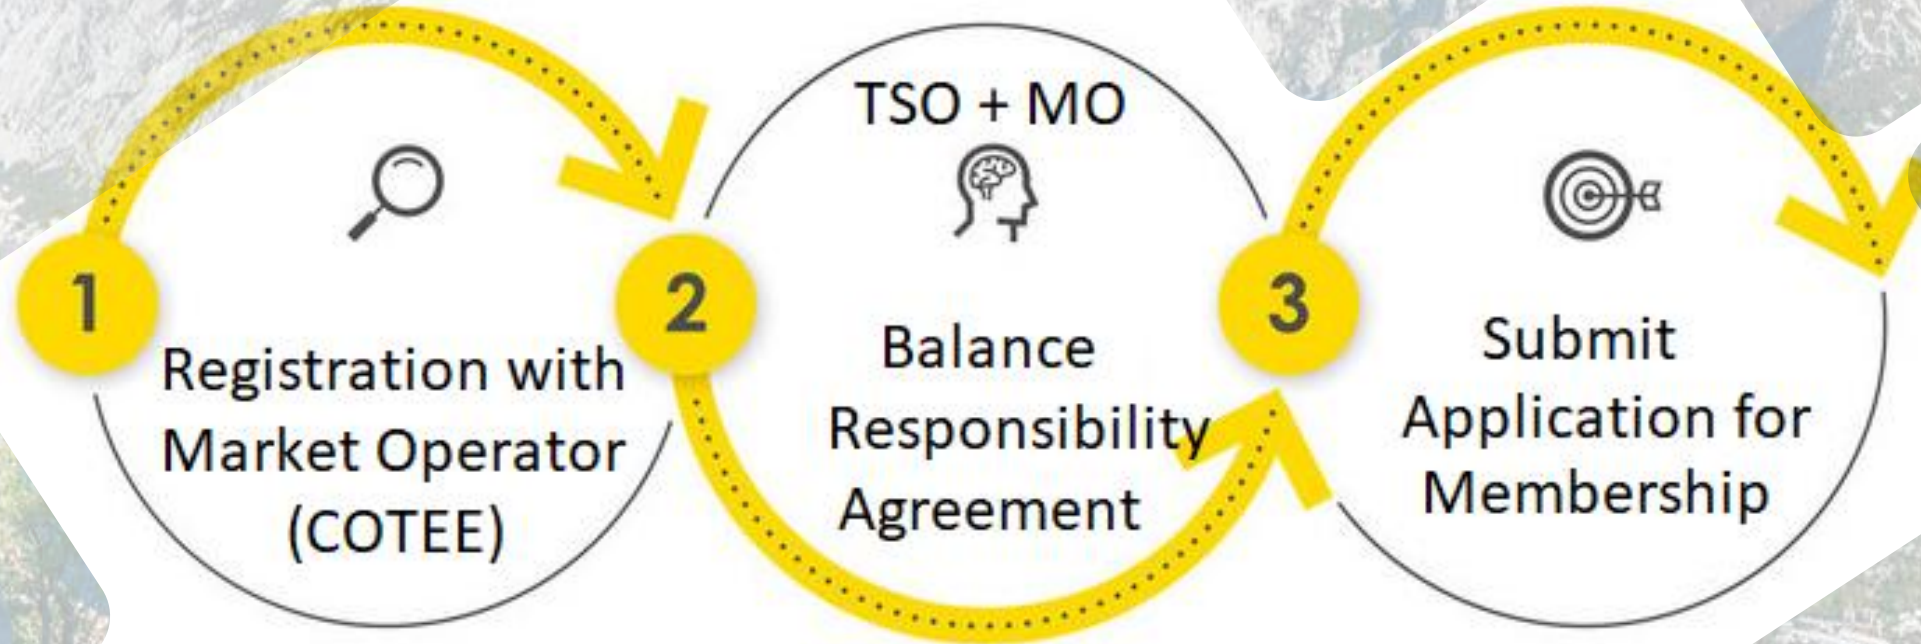 1
Registration with
Market Operator
(COTEE)
2
TSO + MO
Balance
Responsibility
Agreement
3
Submit
Application for
Membership